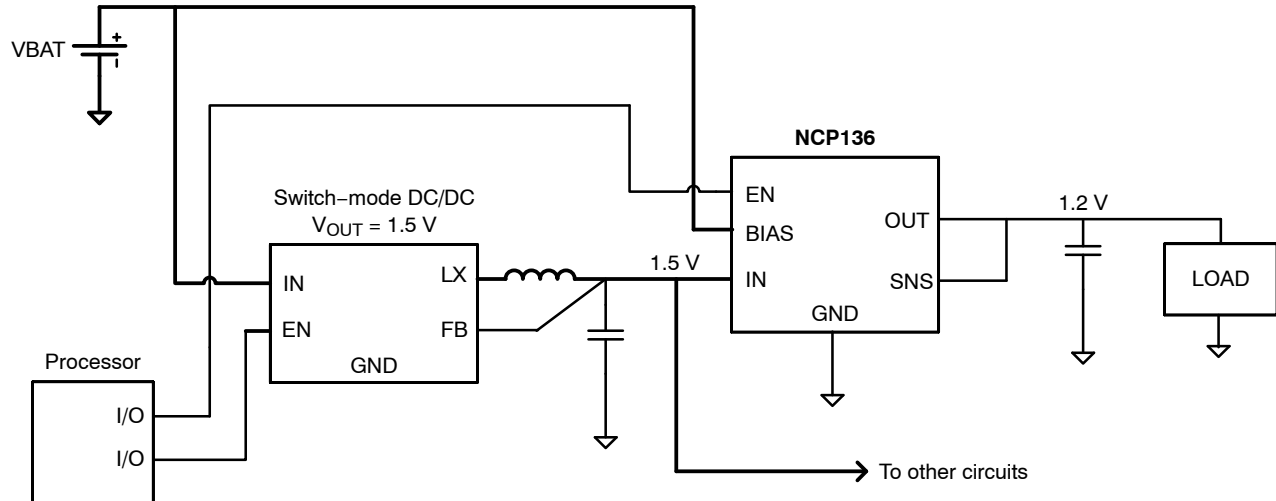 VBAT
+
–
NCP136
Switch–mode DC/DC
VOUT = 1.5 V
EN
BIAS
IN
OUT
SNS
GND
1.2 V
LOAD
1.5 V
IN
EN
LX
FB
GND
Processor
I/O
I/O
To other circuits